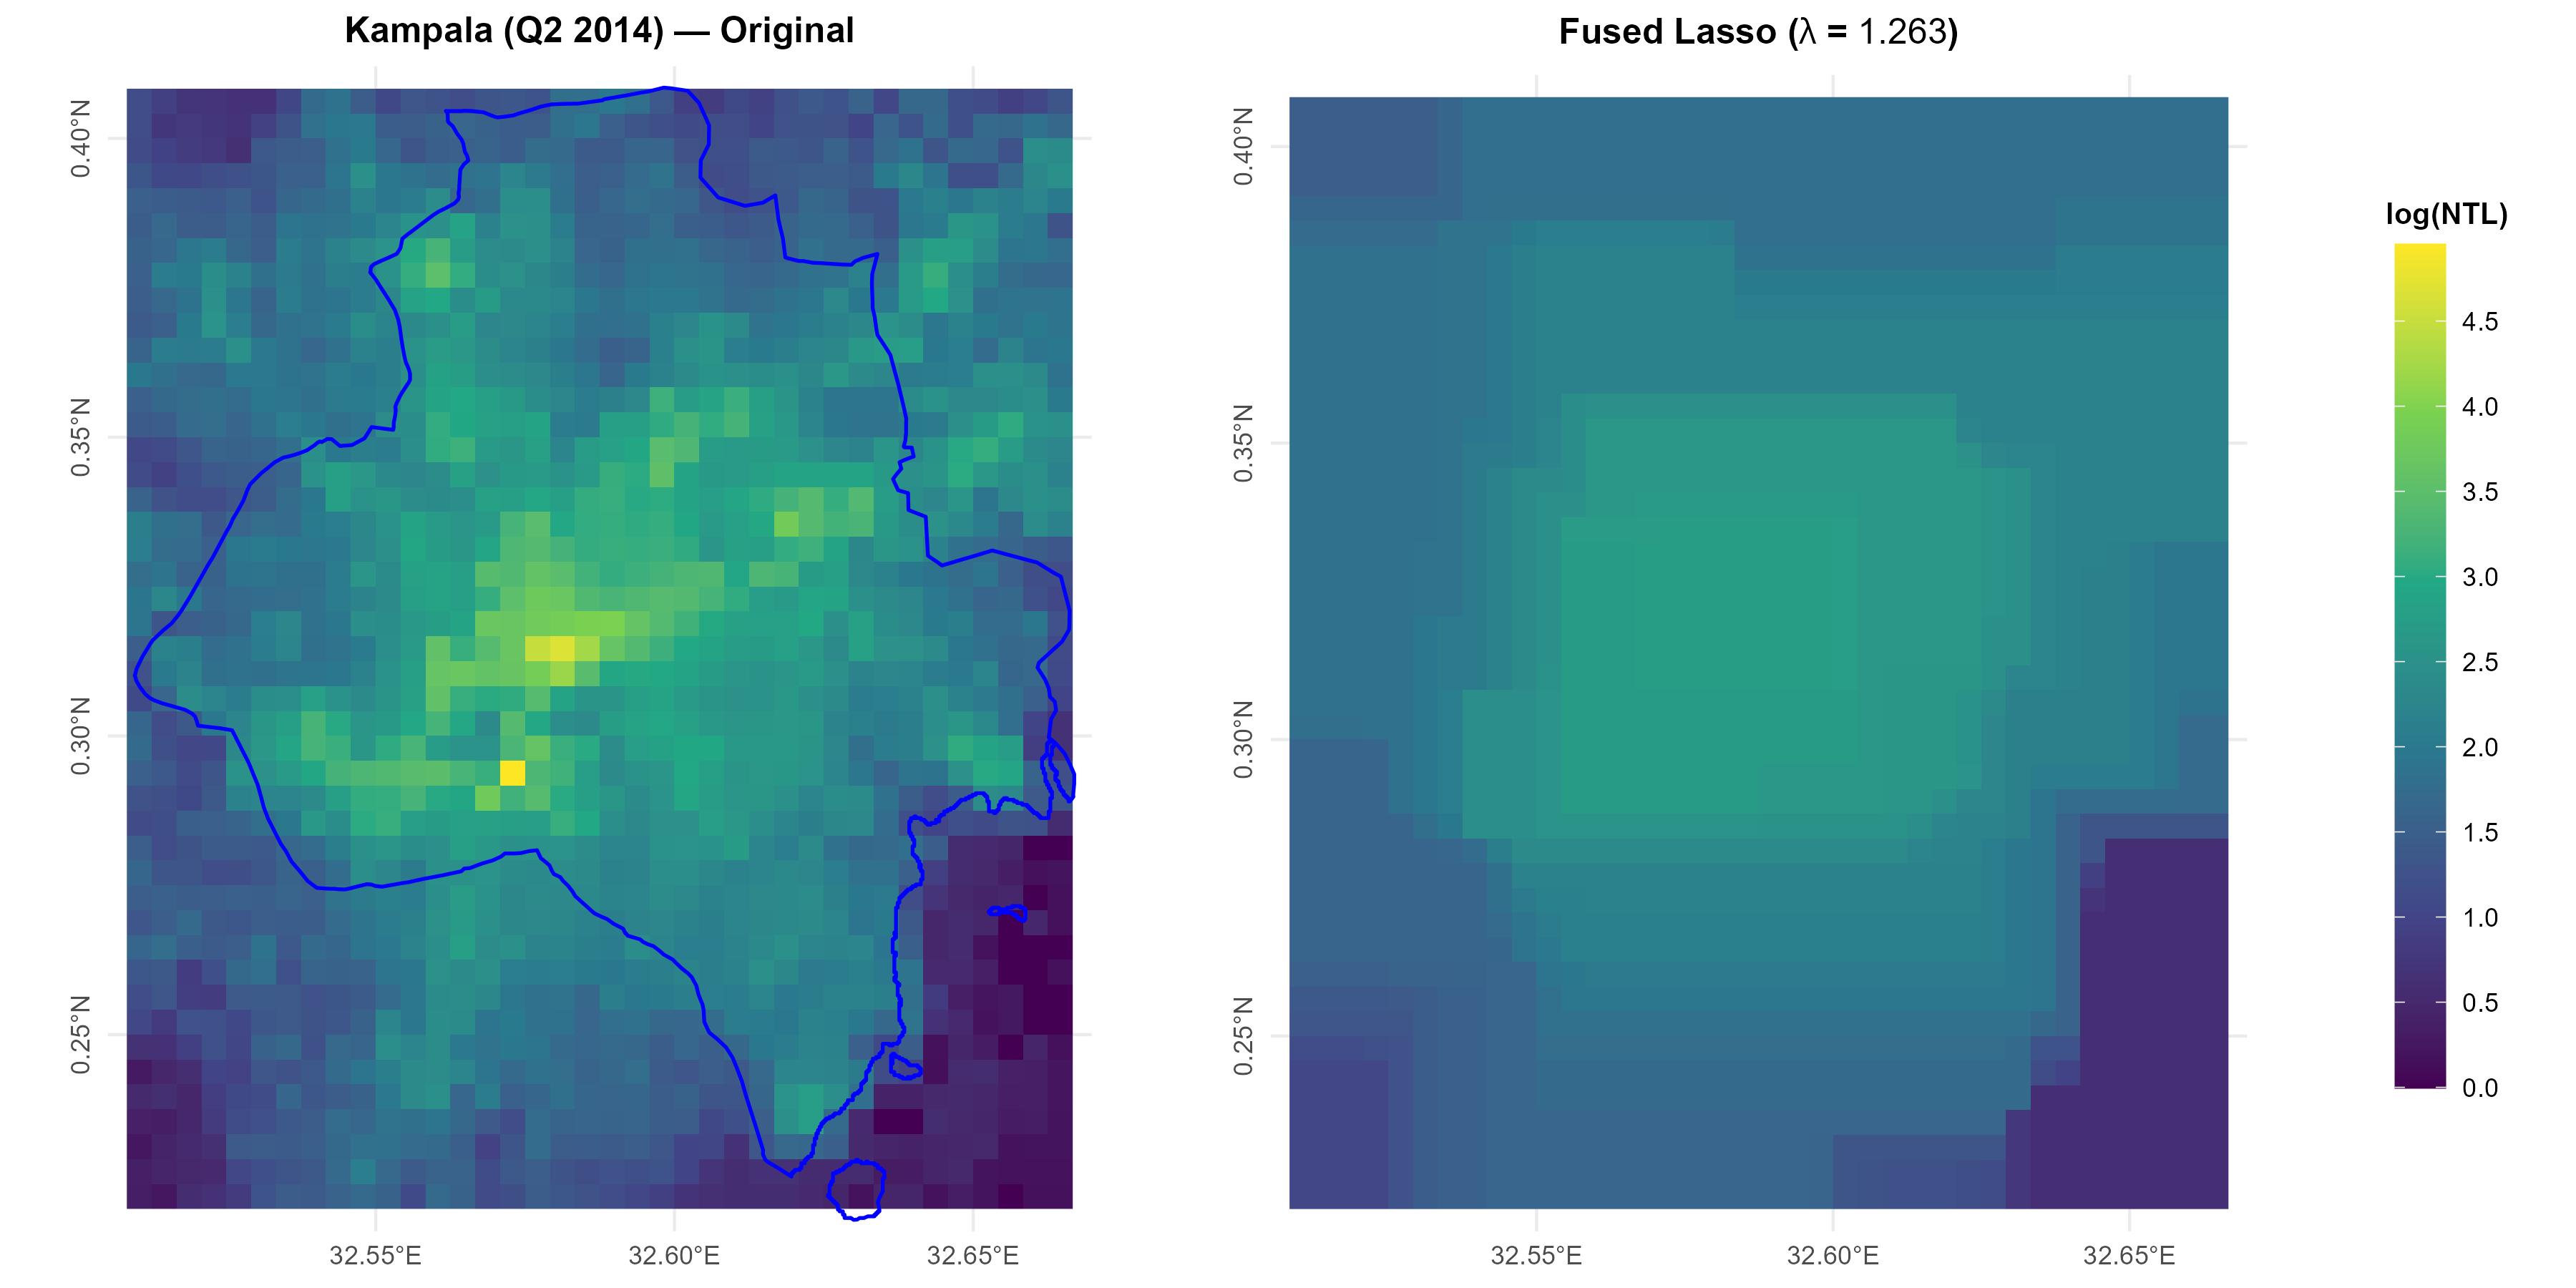 Kampala (Q2 2014) — Original
0.40°N
0.35°N
0.30°N
0.25°N
32.55°E
32.60°E
32.65°E
Fused Lasso (λ = 1.263)
0.40°N
0.35°N
0.30°N
0.25°N
32.55°E
32.60°E
32.65°E
log(NTL)
4.5
4.0
3.5
3.0
2.5
2.0
1.5
1.0
0.5
0.0